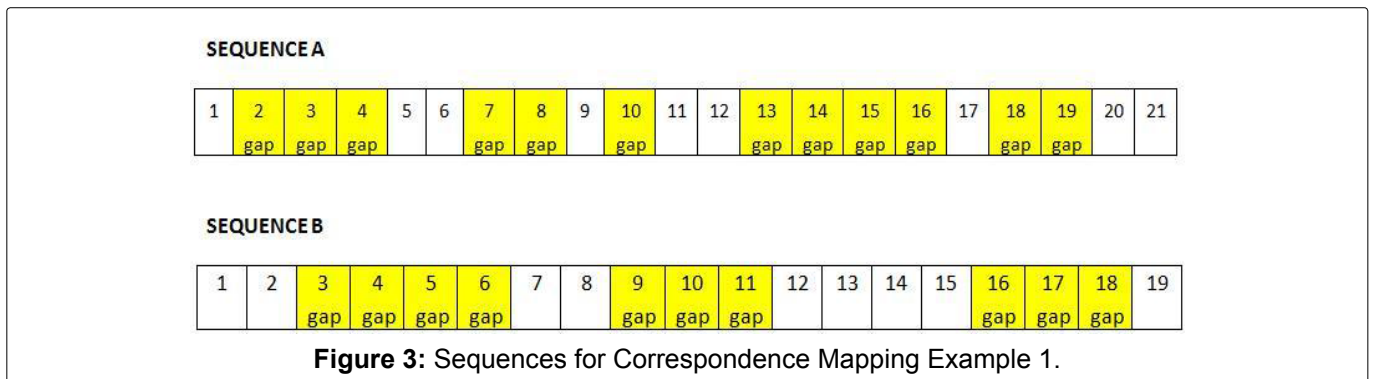 SEQUENCE A
1 2 3 4 5 6 7 8 9 10 11 12 13 14 15 16 17 18 19 20 21
gap gap gap gap gap gap gap gap gap gap gap gap
SEQUENCE B
1 2 3 4 5 6 7 8 9 10 11 12 13 14 15 16 17 18 19
gap gap gap gap gap gap gap gap gap gap
Figure 3: Sequences for Correspondence Mapping Example 1.